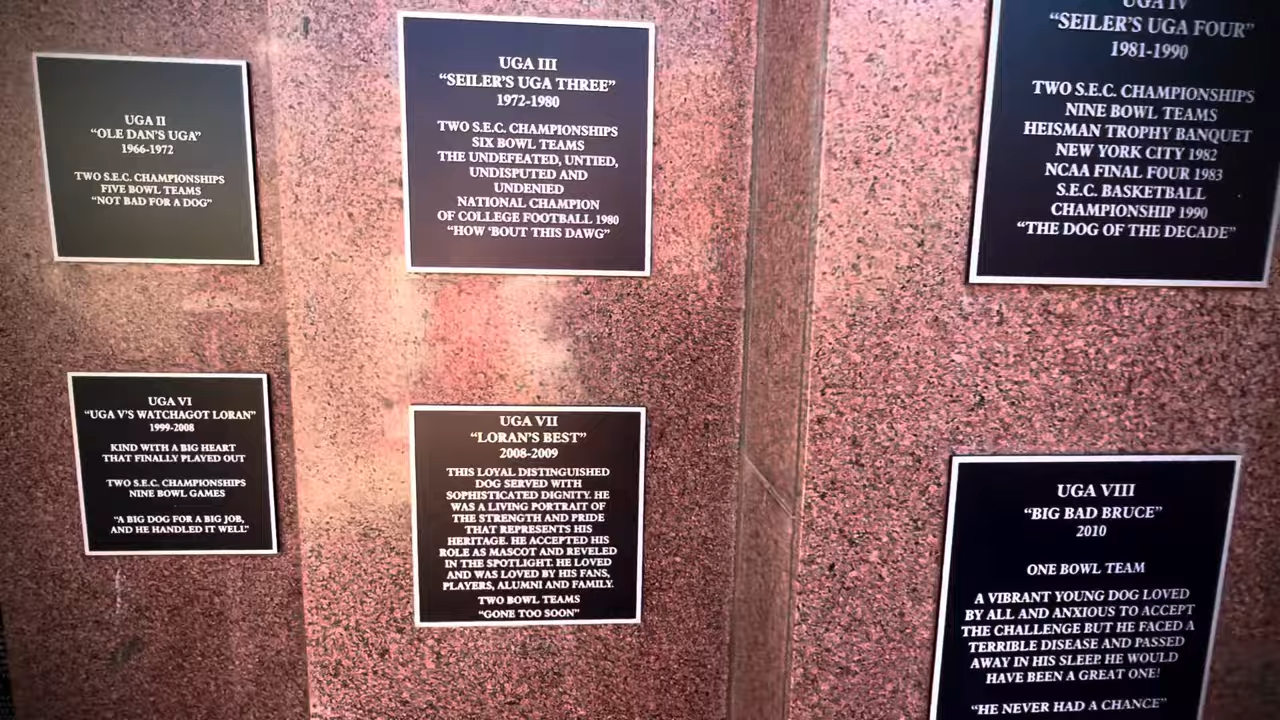 UGA II
"OLE DAN'S UGA"
1966-1972
TWO S.E.C. CHAMPIONSHIPS
FIVE BOWL TEAMS
"NOT BAD FOR A DOG"
UGA III
"SEILER'S UGA THREE"
1972-1980
TWO S.E.C. CHAMPIONSHIPS
SIX BOWL TEAMS
THE UNDEFEATED, UNTIED,
UNDISPUTED AND
UNDENIED
NATIONAL CHAMPION
OF COLLEGE FOOTBALL 1980
"HOW 'BOUT THIS DAWG"
UGA IV
"SEILER'S UGA FOUR"
1981-1990
TWO S.E.C. CHAMPIONSHIPS
NINE BOWL TEAMS
HEISMAN TROPHY BANQUET
NEW YORK CITY 1982
NCAA FINAL FOUR 1983
S.E.C. BASKETBALL
CHAMPIONSHIP 1990
"THE DOG OF THE DECADE"
UGA VI
"UGA V'S WATCHAGOT LORAN"
1999-2008
KIND WITH A BIG HEART
THAT FINALLY PLAYED OUT
TWO S.E.C. CHAMPIONSHIPS
NINE BOWL GAMES
"A BIG DOG FOR A BIG JOB,
AND HE HANDLED IT WELL"
UGA VII
"LORAN'S BEST"
2008-2009
THIS LOYAL DISTINGUISHED
DOG SERVED WITH
SOPHISTICATED DIGNITY. HE
WAS A LIVING PORTRAIT OF
THE STRENGTH AND PRIDE
THAT REPRESENTS HIS
HERITAGE. HE ACCEPTED HIS
ROLE AS MASCOT AND REVELED
IN THE SPOTLIGHT. HE LOVED
AND WAS LOVED BY HIS FANS,
PLAYERS, ALUMNI AND FAMILY.
TWO BOWL TEAMS
"GONE TOO SOON"
UGA VIII
"BIG BAD BRUCE"
2010
ONE BOWL TEAM
A VIBRANT YOUNG DOG LOVED
BY ALL AND ANXIOUS TO ACCEPT
THE CHALLENGE BUT HE FACED A
TERRIBLE DISEASE AND PASSED
AWAY IN HIS SLEEP. HE WOULD
HAVE BEEN A GREAT ONE!
"HE NEVER HAD A CHANCE"